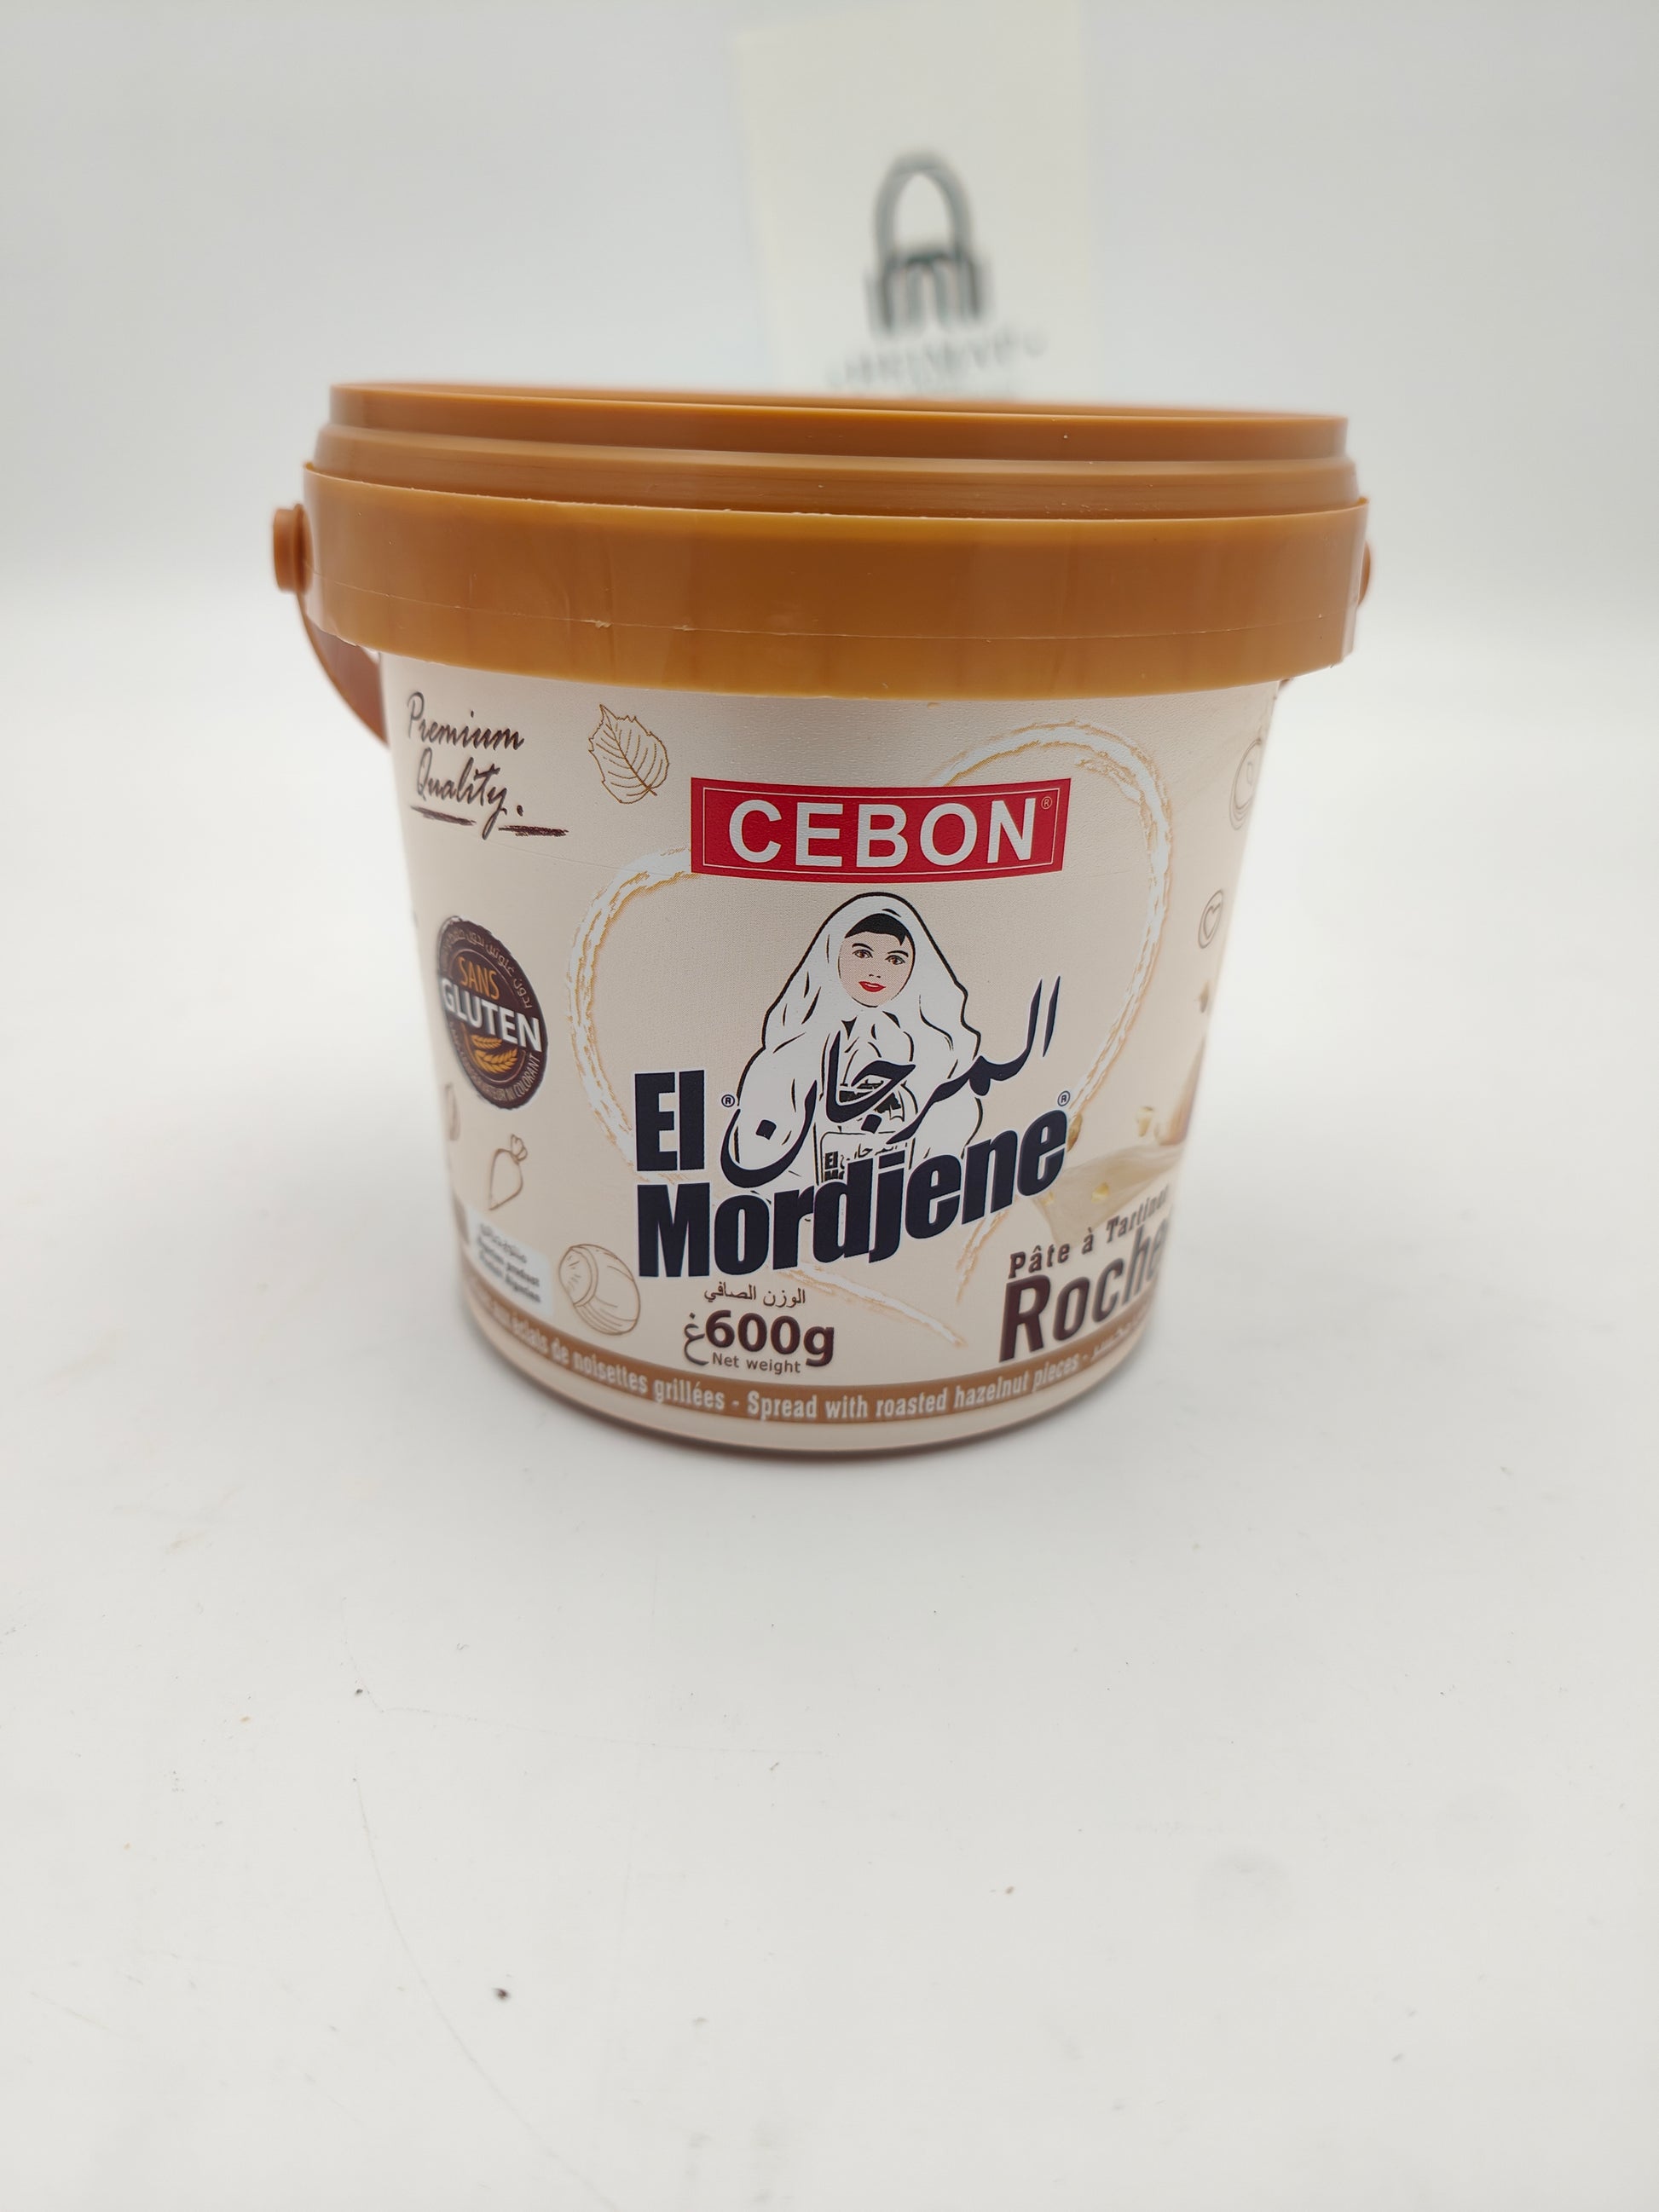 Premium
Quality.
CEBON®
SANS
GLUTEN
المرجان
El ®
Mordjene®
Pâte à Tartiner
Roche
الوزن الصافي
600g غ
Net weight
éclats de noisettes grillées - Spread with roasted hazelnut pieces -